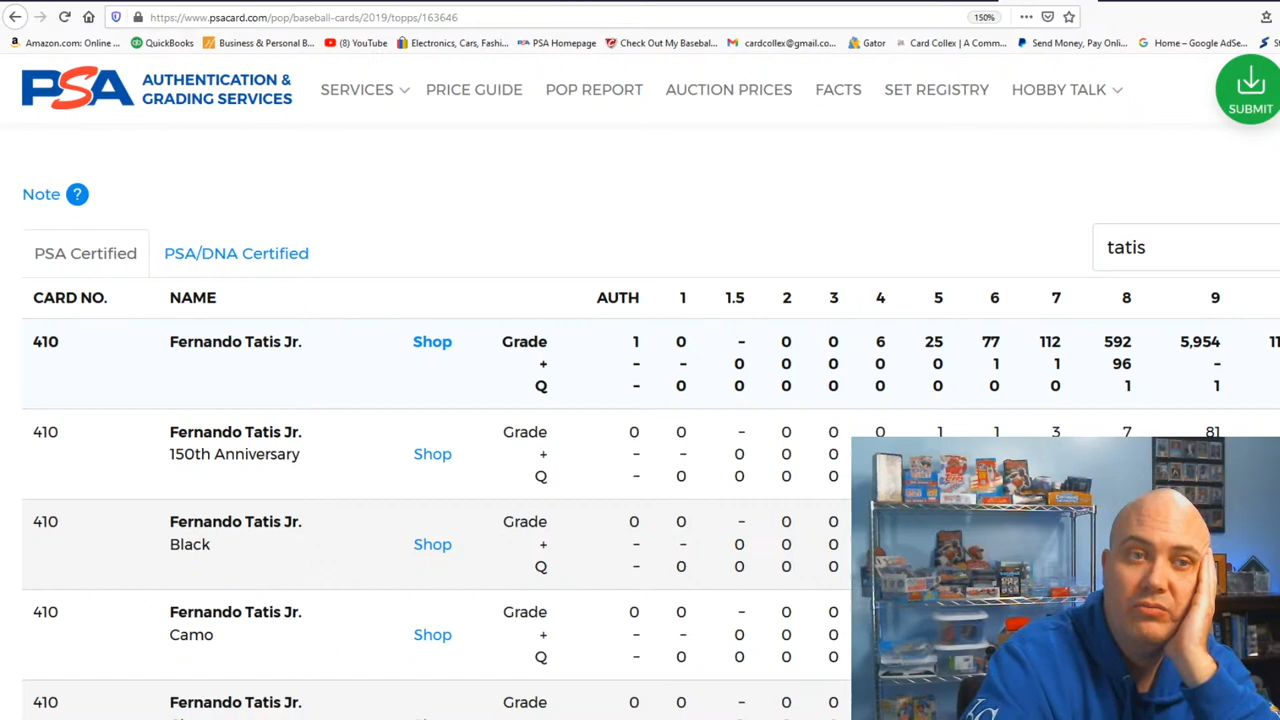 https://www.psacard.com/pop/baseball-cards/2019/topps/163646
150%
Amazon.com: Online ... QuickBooks Business & Personal B... (8) YouTube Electronics, Cars, Fashi... PSA Homepage Check Out My Basebal... cardcollex@gmail.co... Gator Card Collex | A Comm... Send Money, Pay Onli... Home – Google AdSe...
PSA AUTHENTICATION & GRADING SERVICES
SERVICES PRICE GUIDE POP REPORT AUCTION PRICES FACTS SET REGISTRY HOBBY TALK
SUBMIT
Note ?
PSA Certified PSA/DNA Certified tatis
CARD NO. NAME AUTH 1 1.5 2 3 4 5 6 7 8 9
410 Fernando Tatis Jr. Shop Grade 1 0 – 0 0 6 25 77 112 592 5,954 11
+ – – 0 0 0 0 0 1 1 96 –
Q – 0 0 0 0 0 0 0 0 1 1
410 Fernando Tatis Jr. Grade 0 0 – 0 0 0 1 1 3 7 81
150th Anniversary Shop + – – 0 0 0
Q – 0 0 0 0
410 Fernando Tatis Jr. Grade 0 0 – 0 0
Black Shop + – – 0 0 0
Q – 0 0 0 0
410 Fernando Tatis Jr. Grade 0 0 – 0 0
Camo Shop + – – 0 0 0
Q – 0 0 0 0
410 Fernando Tatis Jr. Grade 0 0 – 0 0